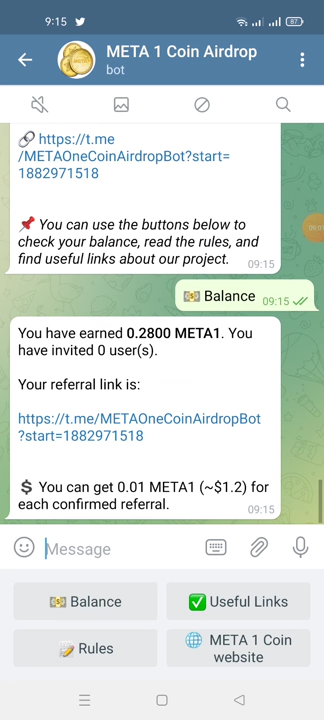 9:15
87
META 1 Coin Airdrop
bot
🔗 https://t.me
/METAOneCoinAirdropBot?start=
1882971518
📌 You can use the buttons below to
check your balance, read the rules, and
find useful links about our project.
09:15
💵 Balance
09:15
You have earned 0.2800 META1. You
have invited 0 user(s).
Your referral link is:
https://t.me/METAOneCoinAirdropBot
?start=1882971518
💲 You can get 0.01 META1 (~$1.2) for
each confirmed referral.
09:15
Message
💵 Balance
✅ Useful Links
📝 Rules
🌐 META 1 Coin
website